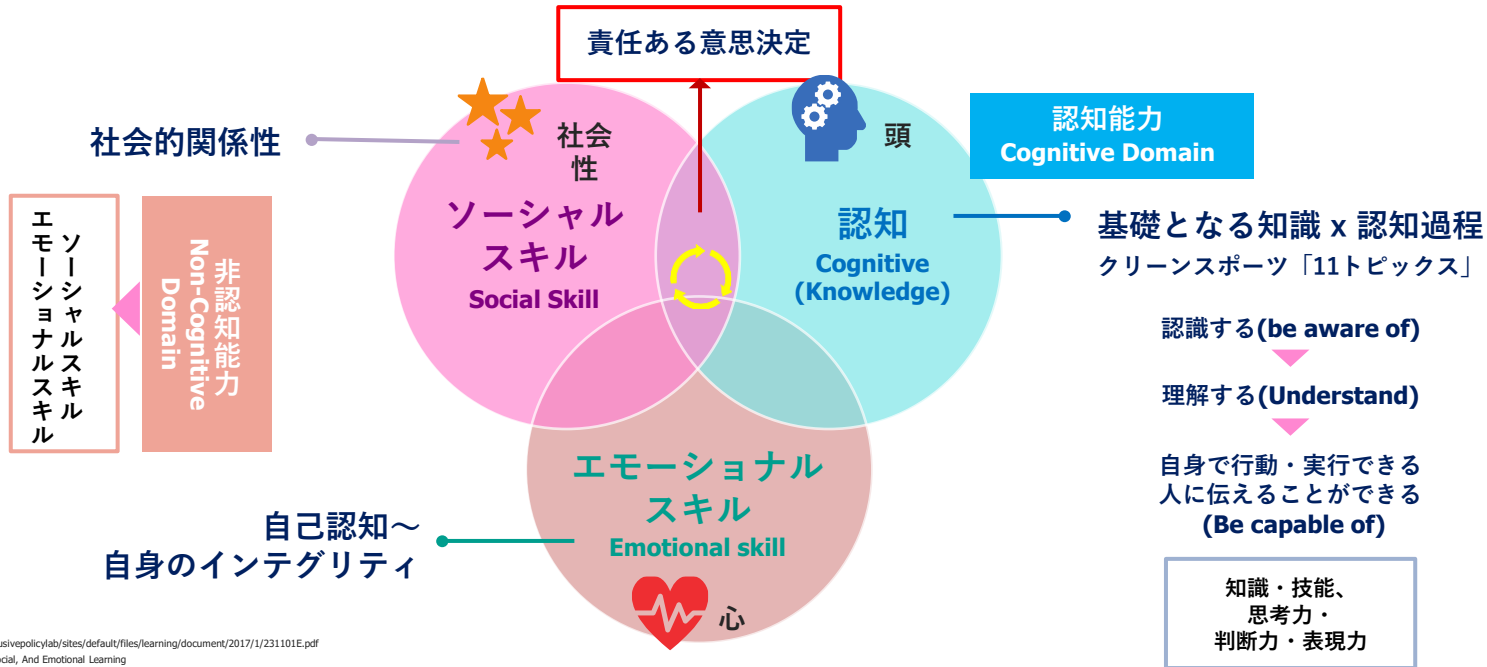 責任ある意思決定
社会的関係性
社会
性
ソーシャル
スキル
Social Skill
頭
認知
Cognitive
(Knowledge)
認知能力
Cognitive Domain
基礎となる知識 x 認知過程
クリーンスポーツ「11トピックス」
認識する(be aware of)
理解する(Understand)
自身で行動・実行できる
人に伝えることができる
(Be capable of)
知識・技能、
思考力・
判断力・表現力
非認知能力
Non-Cognitive
Domain
ソーシャルスキル
エモーショナルスキル
エモーショナル
スキル
Emotional skill
心
自己認知～
自身のインテグリティ
usivepolicylab/sites/default/files/learning/document/2017/1/231101E.pdf
ocial, And Emotional Learning